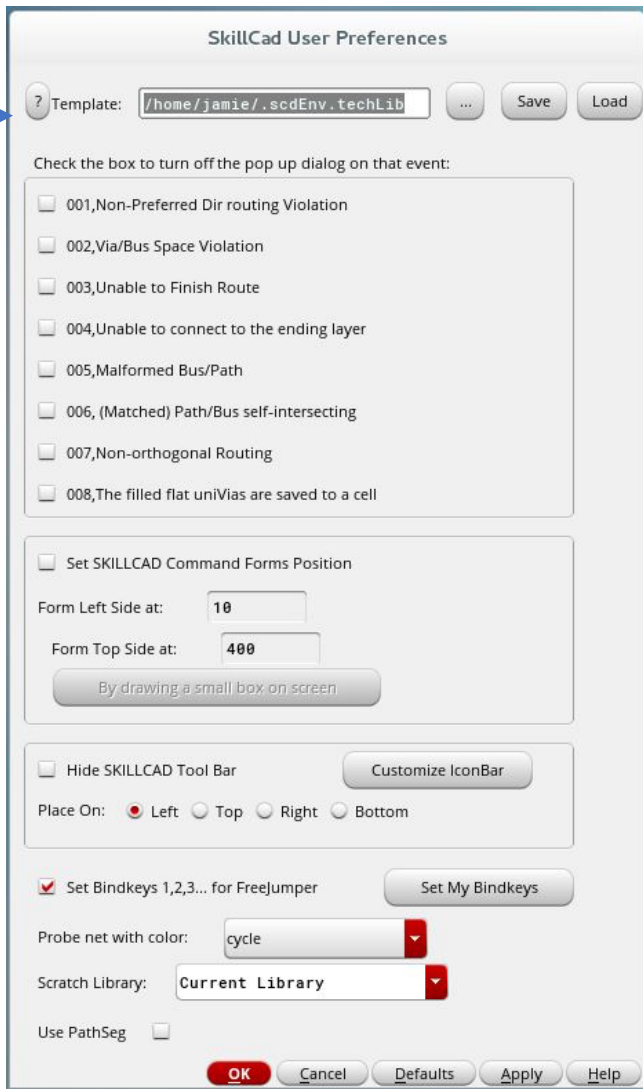 SkillCad User Preferences
? Template: /home/jamie/.scdEnv.techLib ... Save Load
Check the box to turn off the pop up dialog on that event:
001,Non-Preferred Dir routing Violation
002,Via/Bus Space Violation
003,Unable to Finish Route
004,Unable to connect to the ending layer
005,Malformed Bus/Path
006, (Matched) Path/Bus self-intersecting
007,Non-orthogonal Routing
008,The filled flat uniVias are saved to a cell
Set SKILLCAD Command Forms Position
Form Left Side at: 10
Form Top Side at: 400
By drawing a small box on screen
Hide SKILLCAD Tool Bar Customize IconBar
Place On: Left Top Right Bottom
Set Bindkeys 1,2,3... for FreeJumper Set My Bindkeys
Probe net with color: cycle
Scratch Library: Current Library
Use PathSeg
OK Cancel Defaults Apply Help